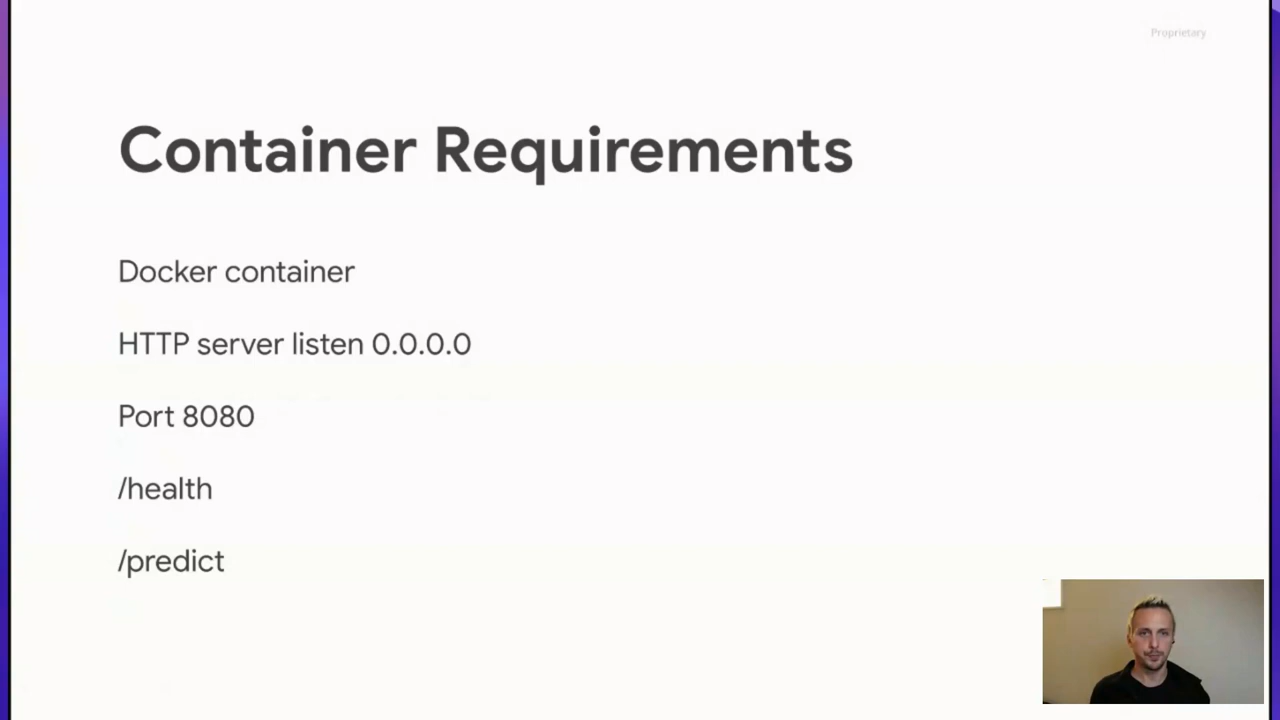 Proprietary
Container Requirements
Docker container
HTTP server listen 0.0.0.0
Port 8080
/health
/predict